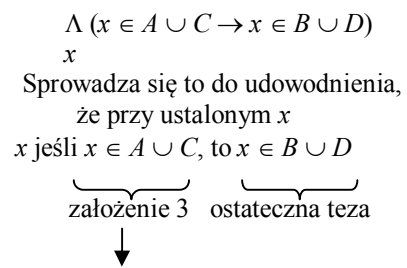 Λ (x ∈ A ∪ C → x ∈ B ∪ D)
x
Sprowadza się to do udowodnienia,
że przy ustalonym x
x jeśli x ∈ A ∪ C, to x ∈ B ∪ D
założenie 3 ostateczna teza